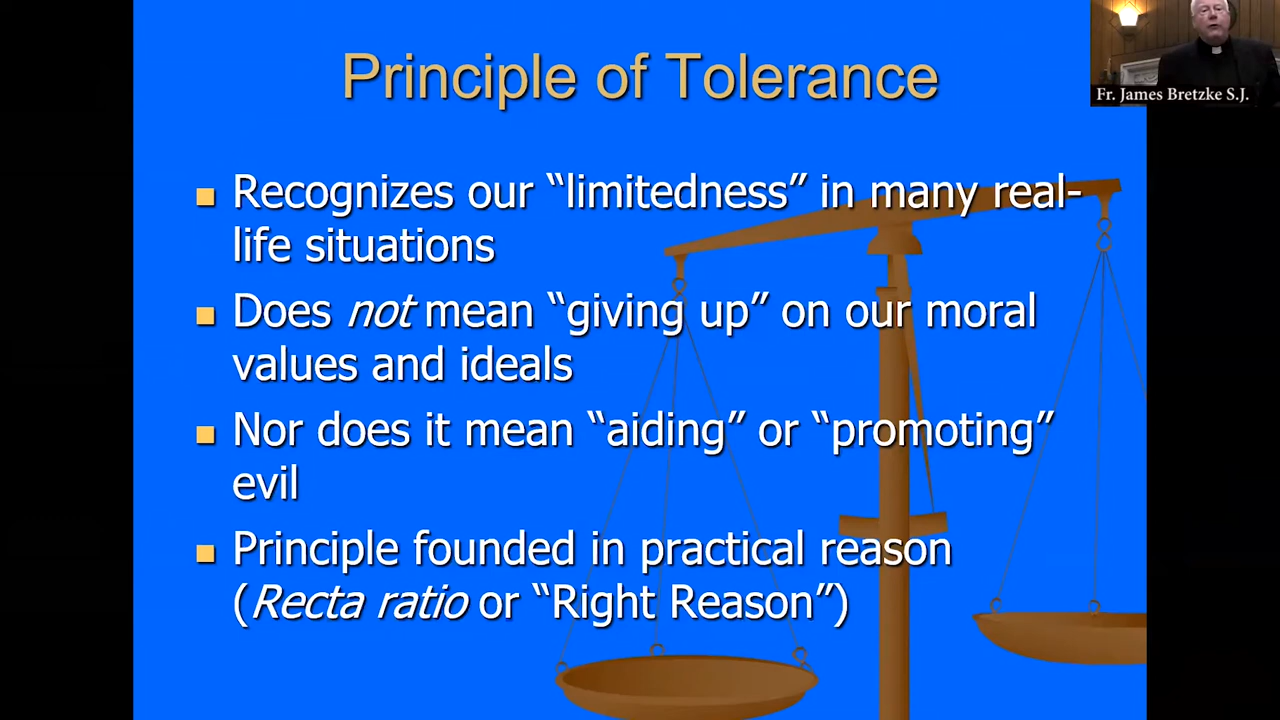 Principle of Tolerance
Fr. James Bretzke S.J.
Recognizes our “limitedness” in many real-
life situations
Does not mean “giving up” on our moral
values and ideals
Nor does it mean “aiding” or “promoting”
evil
Principle founded in practical reason
(Recta ratio or “Right Reason”)